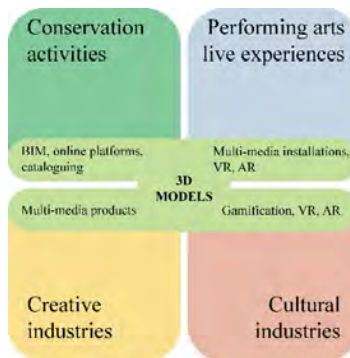 Conservation
activities
Performing arts
live experiences
BIM, online platforms,
cataloguing
Multi-media installations,
VR, AR
3D
MODELS
Multi-media products
Gamification, VR, AR
Creative
industries
Cultural
industries